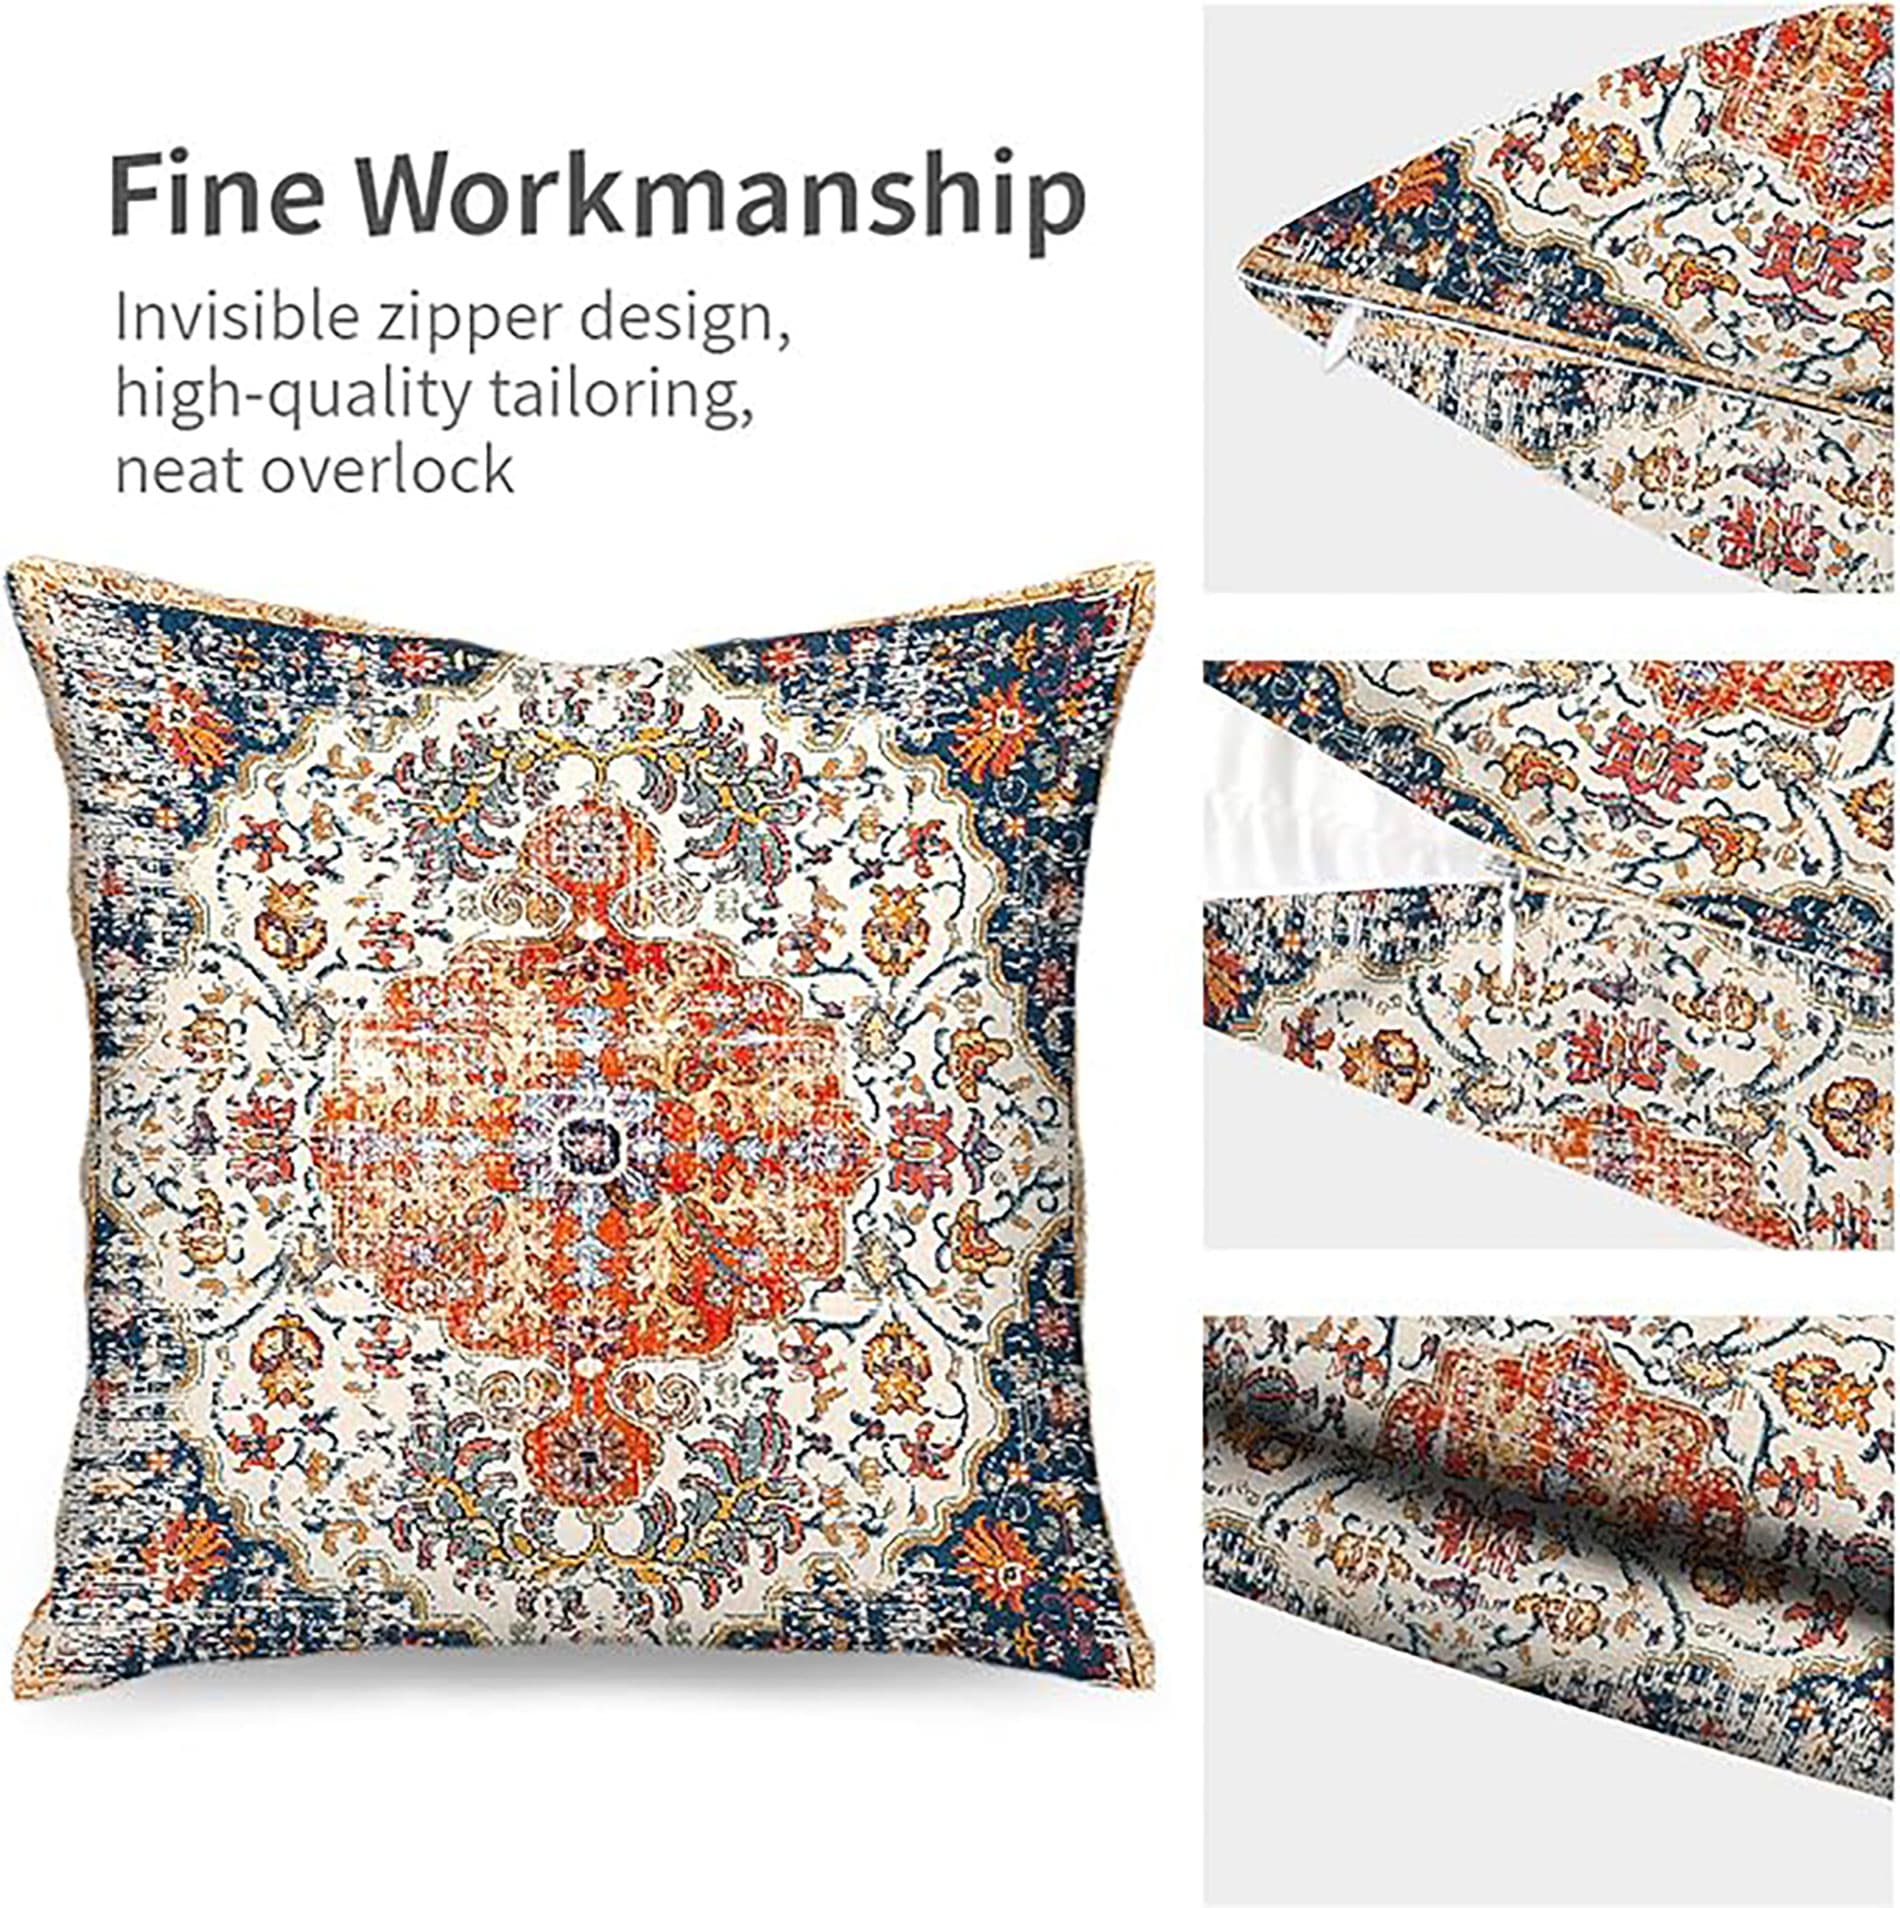 Fine Workmanship
Invisible zipper design,
high-quality tailoring,
neat overlock